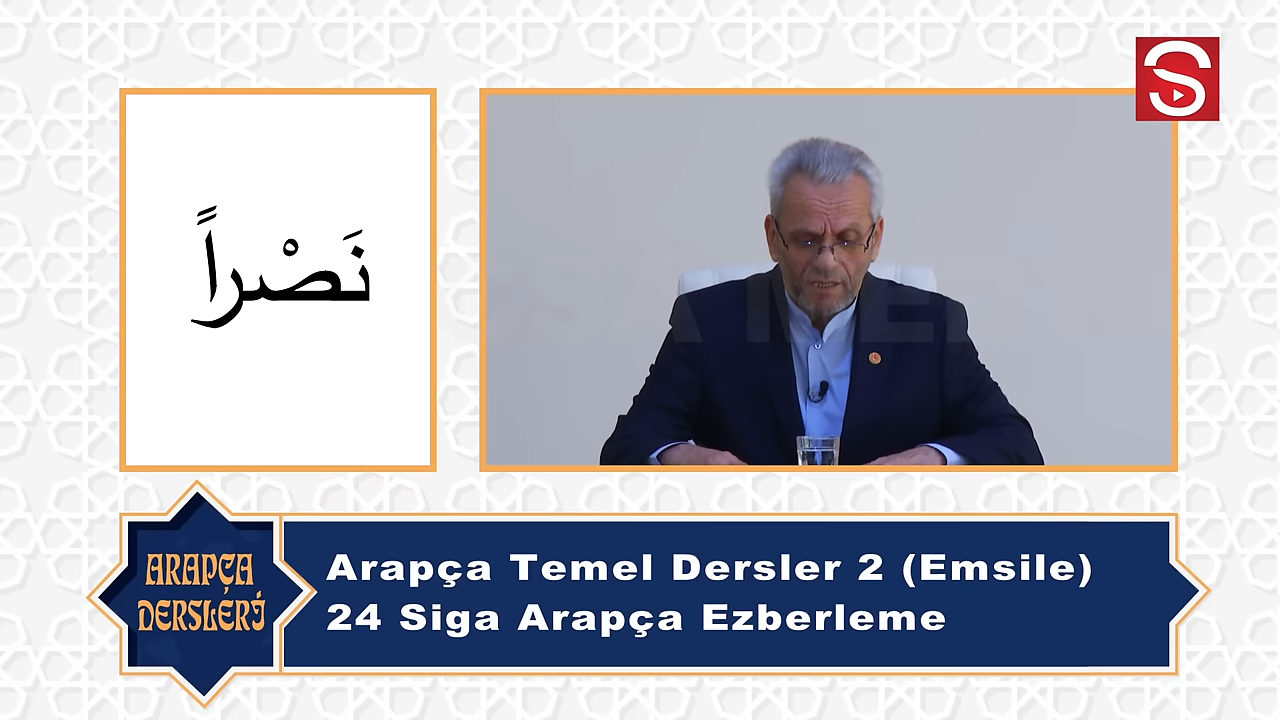 نَصْراً
ARAPÇA
DERSLERİ
Arapça Temel Dersler 2 (Emsile)
24 Siga Arapça Ezberleme